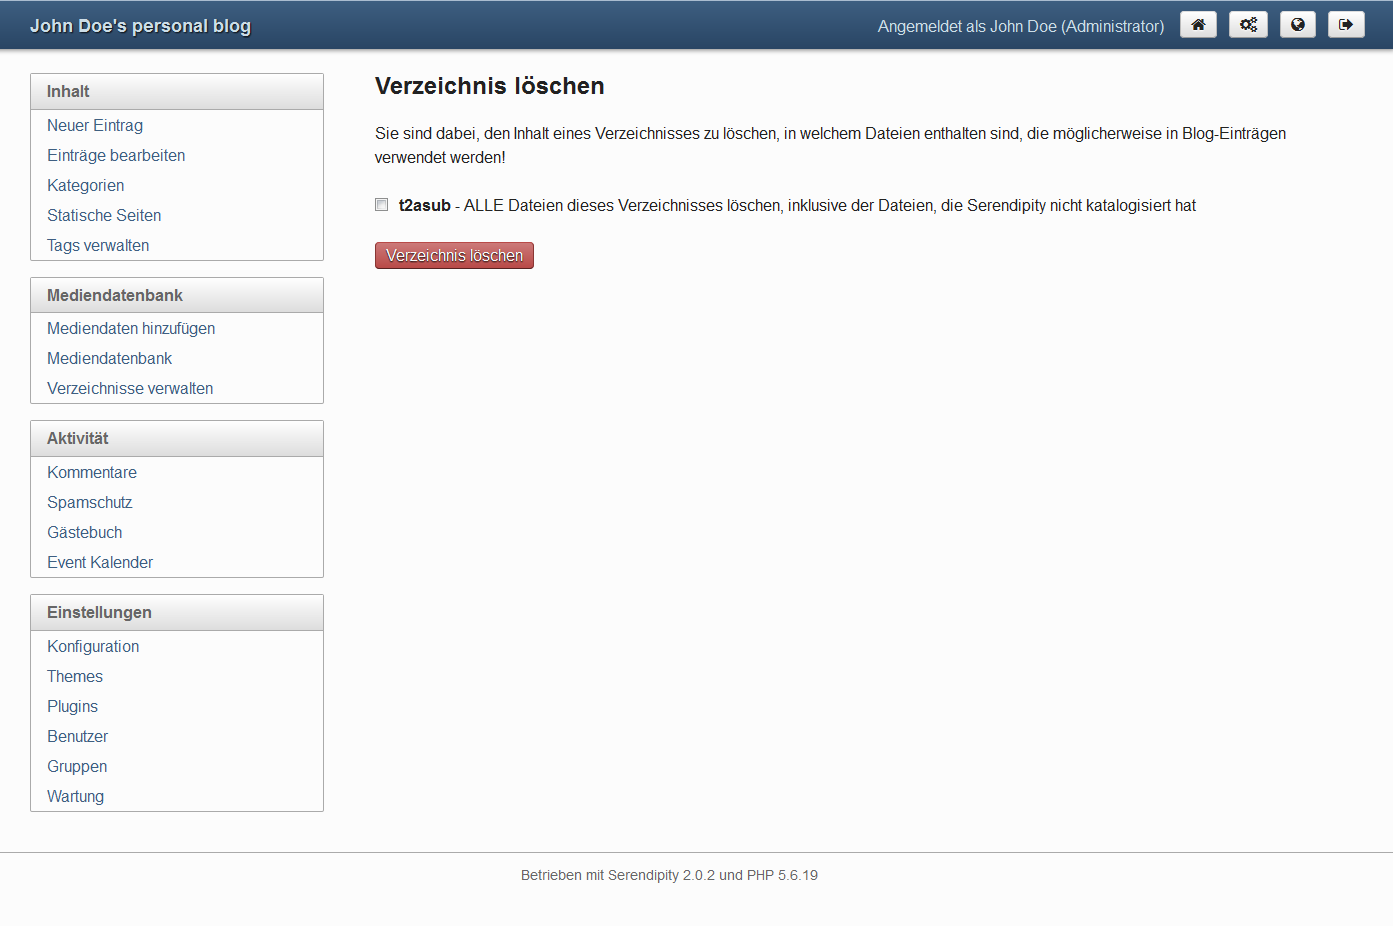 John Doe's personal blog
Angemeldet als John Doe (Administrator)
Inhalt
Neuer Eintrag
Einträge bearbeiten
Kategorien
Statische Seiten
Tags verwalten
Mediendatenbank
Mediendaten hinzufügen
Mediendatenbank
Verzeichnisse verwalten
Aktivität
Kommentare
Spamschutz
Gästebuch
Event Kalender
Einstellungen
Konfiguration
Themes
Plugins
Benutzer
Gruppen
Wartung
Verzeichnis löschen
Sie sind dabei, den Inhalt eines Verzeichnisses zu löschen, in welchem Dateien enthalten sind, die möglicherweise in Blog-Einträgen
verwendet werden!
t2asub - ALLE Dateien dieses Verzeichnisses löschen, inklusive der Dateien, die Serendipity nicht katalogisiert hat
Verzeichnis löschen
Betrieben mit Serendipity 2.0.2 und PHP 5.6.19